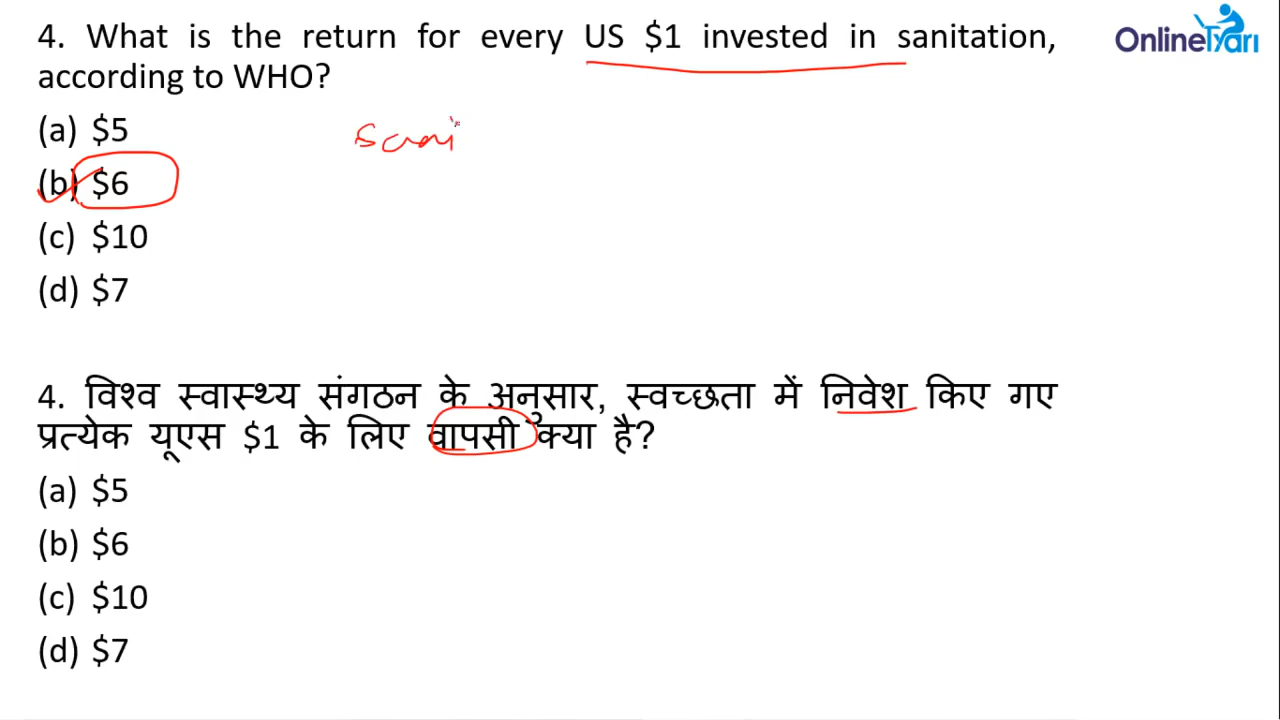 4. What is the return for every US $1 invested in sanitation,
according to WHO?
(a) $5
(b) $6
(c) $10
(d) $7
Sani
4. विश्व स्वास्थ्य संगठन के अनुसार, स्वच्छता में निवेश किए गए
प्रत्येक यूएस $1 के लिए वापसी क्या है?
(a) $5
(b) $6
(c) $10
(d) $7
OnlineTyari